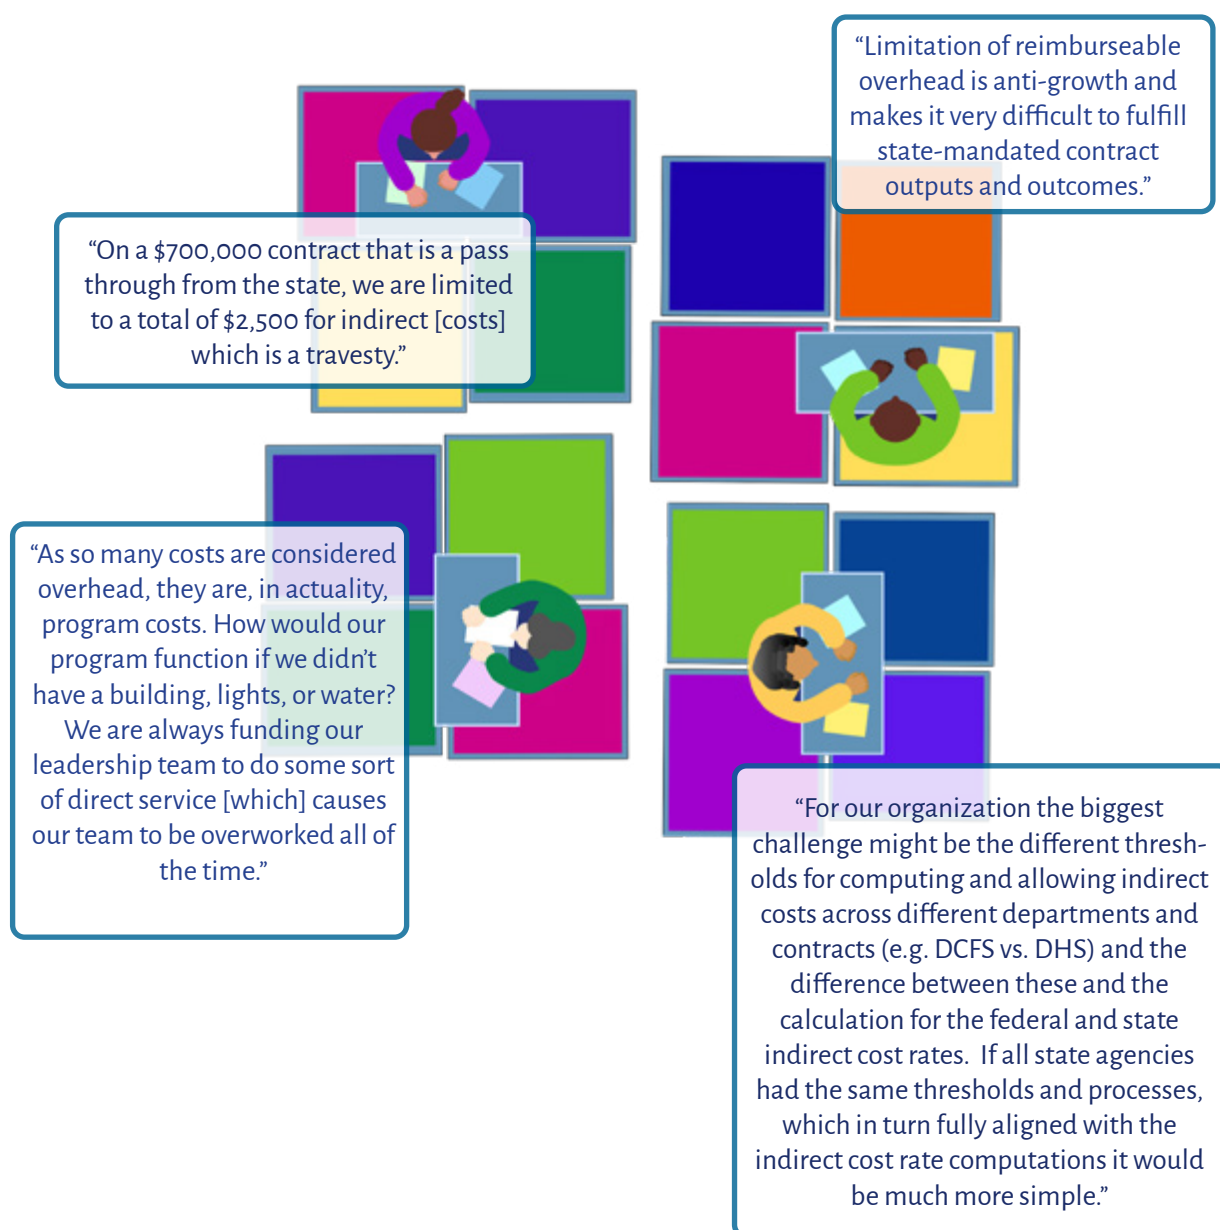 “Limitation of reimburseable
overhead is anti-growth and
makes it very difficult to fulfill
state-mandated contract
outputs and outcomes.”
“On a $700,000 contract that is a pass
through from the state, we are limited
to a total of $2,500 for indirect [costs]
which is a travesty.”
“As so many costs are considered
overhead, they are, in actuality,
program costs. How would our
program function if we didn’t
have a building, lights, or water?
We are always funding our
leadership team to do some sort
of direct service [which] causes
our team to be overworked all of
the time.”
“For our organization the biggest
challenge might be the different thresh-
olds for computing and allowing indirect
costs across different departments and
contracts (e.g. DCFS vs. DHS) and the
difference between these and the
calculation for the federal and state
indirect cost rates.  If all state agencies
had the same thresholds and processes,
which in turn fully aligned with the
indirect cost rate computations it would
be much more simple.”